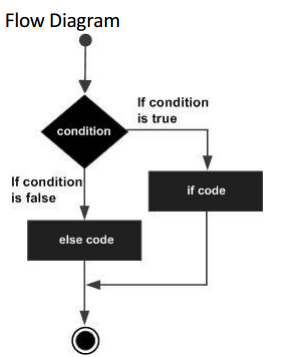 Flow Diagram
If condition
is true
condition
If condition
is false
if code
else code